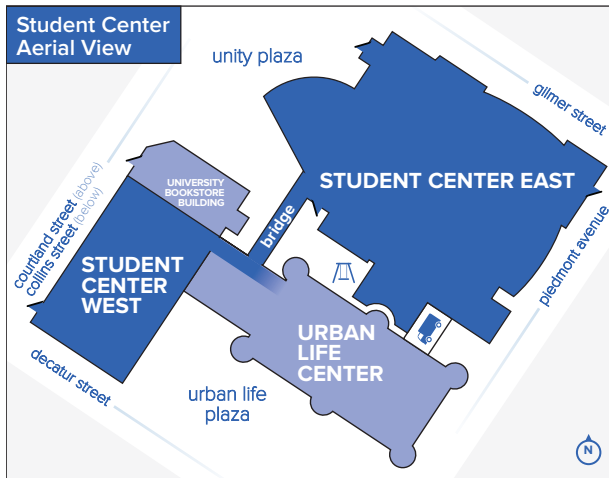 Student Center
Aerial View
unity plaza
gilmer street
UNIVERSITY
BOOKSTORE
BUILDING
STUDENT CENTER EAST
courtland street (above)
collins street (below)
bridge
piedmont avenue
STUDENT
CENTER
WEST
URBAN
LIFE
CENTER
decatur street
urban life
plaza
N